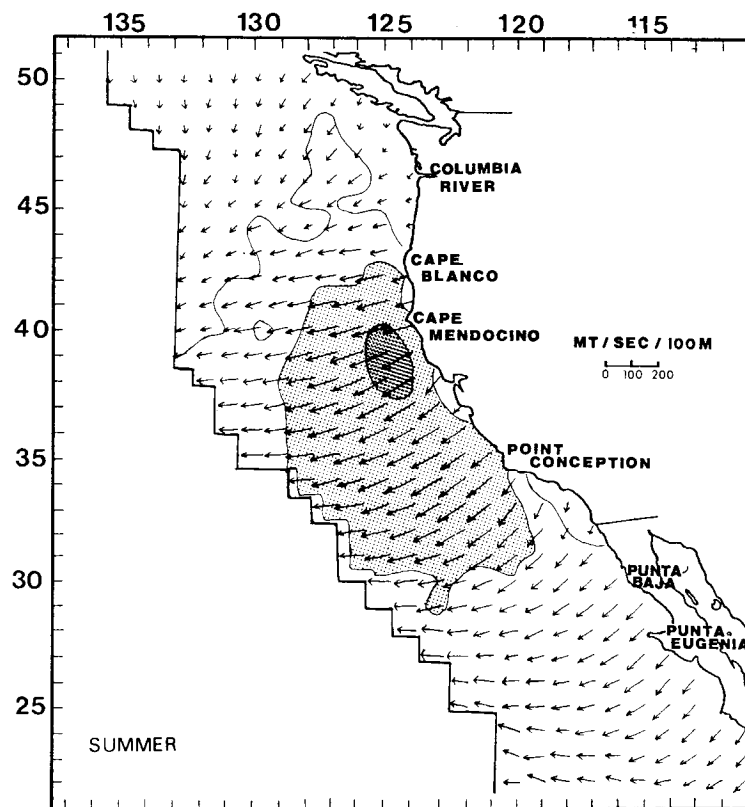 135 130 125 120 115
50
COLUMBIA
RIVER
45
CAPE
BLANCO
CAPE
MENDOCINO
40
MT/SEC/100M
0 100 200
POINT
CONCEPTION
35
30
PUNTA
BAJA
PUNTA
EUGENIA
25
SUMMER